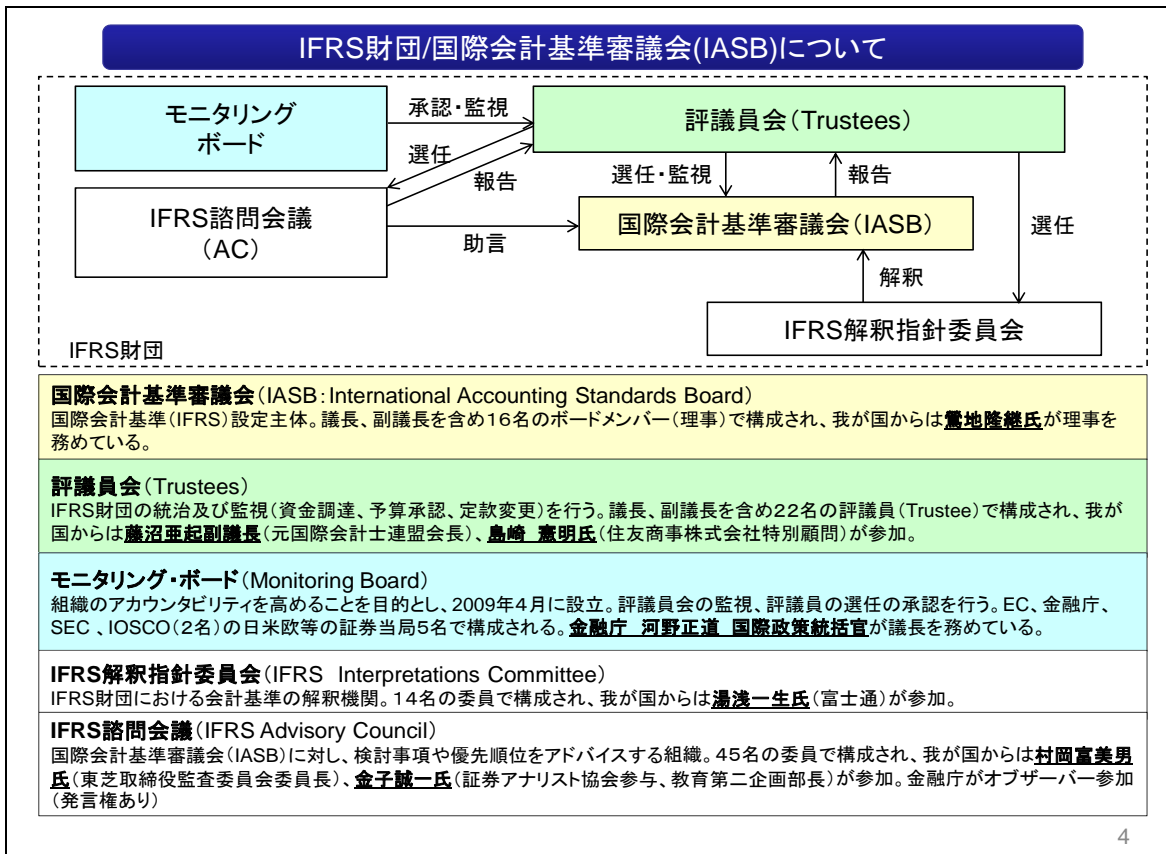 IFRS財団/国際会計基準審議会(IASB)について
モニタリング
ボード
承認・監視
評議員会(Trustees)
選任
報告
選任・監視
報告
IFRS諮問会議
(AC)
助言
国際会計基準審議会(IASB)
選任
解釈
IFRS解釈指針委員会
IFRS財団
国際会計基準審議会(IASB:International Accounting Standards Board)
国際会計基準(IFRS)設定主体。議長、副議長を含め16名のボードメンバー(理事)で構成され、我が国からは鶯地隆継氏が理事を
務めている。
評議員会(Trustees)
IFRS財団の統治及び監視(資金調達、予算承認、定款変更)を行う。議長、副議長を含め22名の評議員(Trustee)で構成され、我が
国からは藤沼亜起副議長(元国際会計士連盟会長)、島崎 憲明氏(住友商事株式会社特別顧問)が参加。
モニタリング・ボード(Monitoring Board)
組織のアカウンタビリティを高めることを目的とし、2009年4月に設立。評議員会の監視、評議員の選任の承認を行う。EC、金融庁、
SEC 、IOSCO(2名)の日米欧等の証券当局5名で構成される。金融庁 河野正道 国際政策統括官が議長を務めている。
IFRS解釈指針委員会(IFRS Interpretations Committee)
IFRS財団における会計基準の解釈機関。14名の委員で構成され、我が国からは湯浅一生氏(富士通)が参加。
IFRS諮問会議(IFRS Advisory Council)
国際会計基準審議会(IASB)に対し、検討事項や優先順位をアドバイスする組織。45名の委員で構成され、我が国からは村岡富美男
氏(東芝取締役監査委員会委員長)、金子誠一氏(証券アナリスト協会参与、教育第二企画部長)が参加。金融庁がオブザーバー参加
(発言権あり)
4